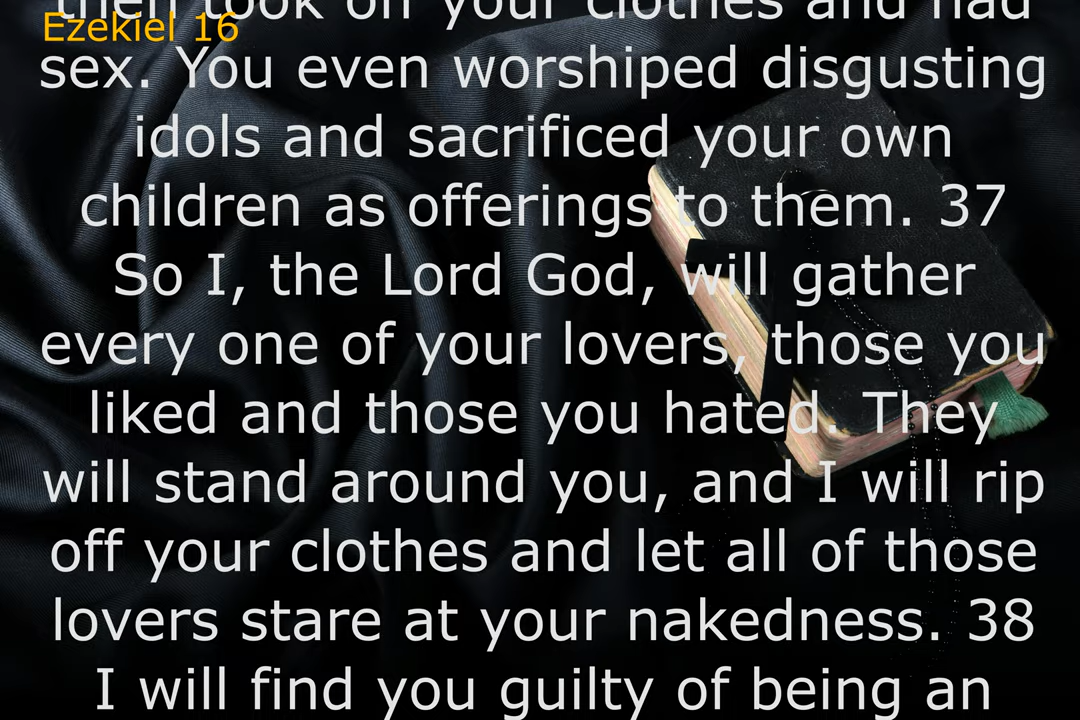 then took off your clothes and had
Ezekiel 16
sex. You even worshiped disgusting
idols and sacrificed your own
children as offerings to them. 37
So I, the Lord God, will gather
every one of your lovers, those you
liked and those you hated. They
will stand around you, and I will rip
off your clothes and let all of those
lovers stare at your nakedness. 38
I will find you guilty of being an